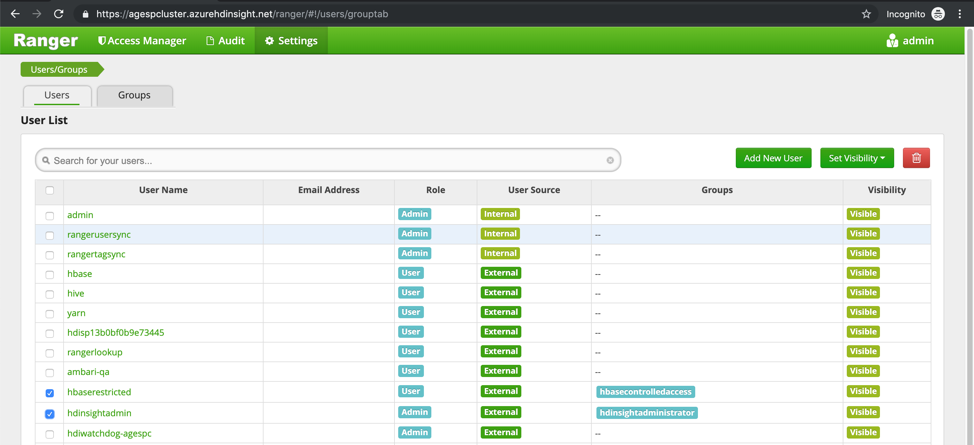 https://agespcluster.azurehdinsight.net/ranger/#!/users/grouptab Incognito
Ranger Access Manager Audit Settings admin
Users/Groups
Users Groups
User List
Search for your users... Add New User Set Visibility
User Name Email Address Role User Source Groups Visibility
admin Admin Internal -- Visible
rangerusersync Admin Internal -- Visible
rangertagsync Admin Internal -- Visible
hbase User External -- Visible
hive User External -- Visible
yarn User External -- Visible
hdisp13b0bf0b9e73445 User External -- Visible
rangerlookup User External -- Visible
ambari-qa User External -- Visible
hbaserestricted User External hbasecontrolledaccess Visible
hdinsightadmin Admin External hdinsightadministrator Visible
hdiwatchdog-agespc Admin External -- Visible